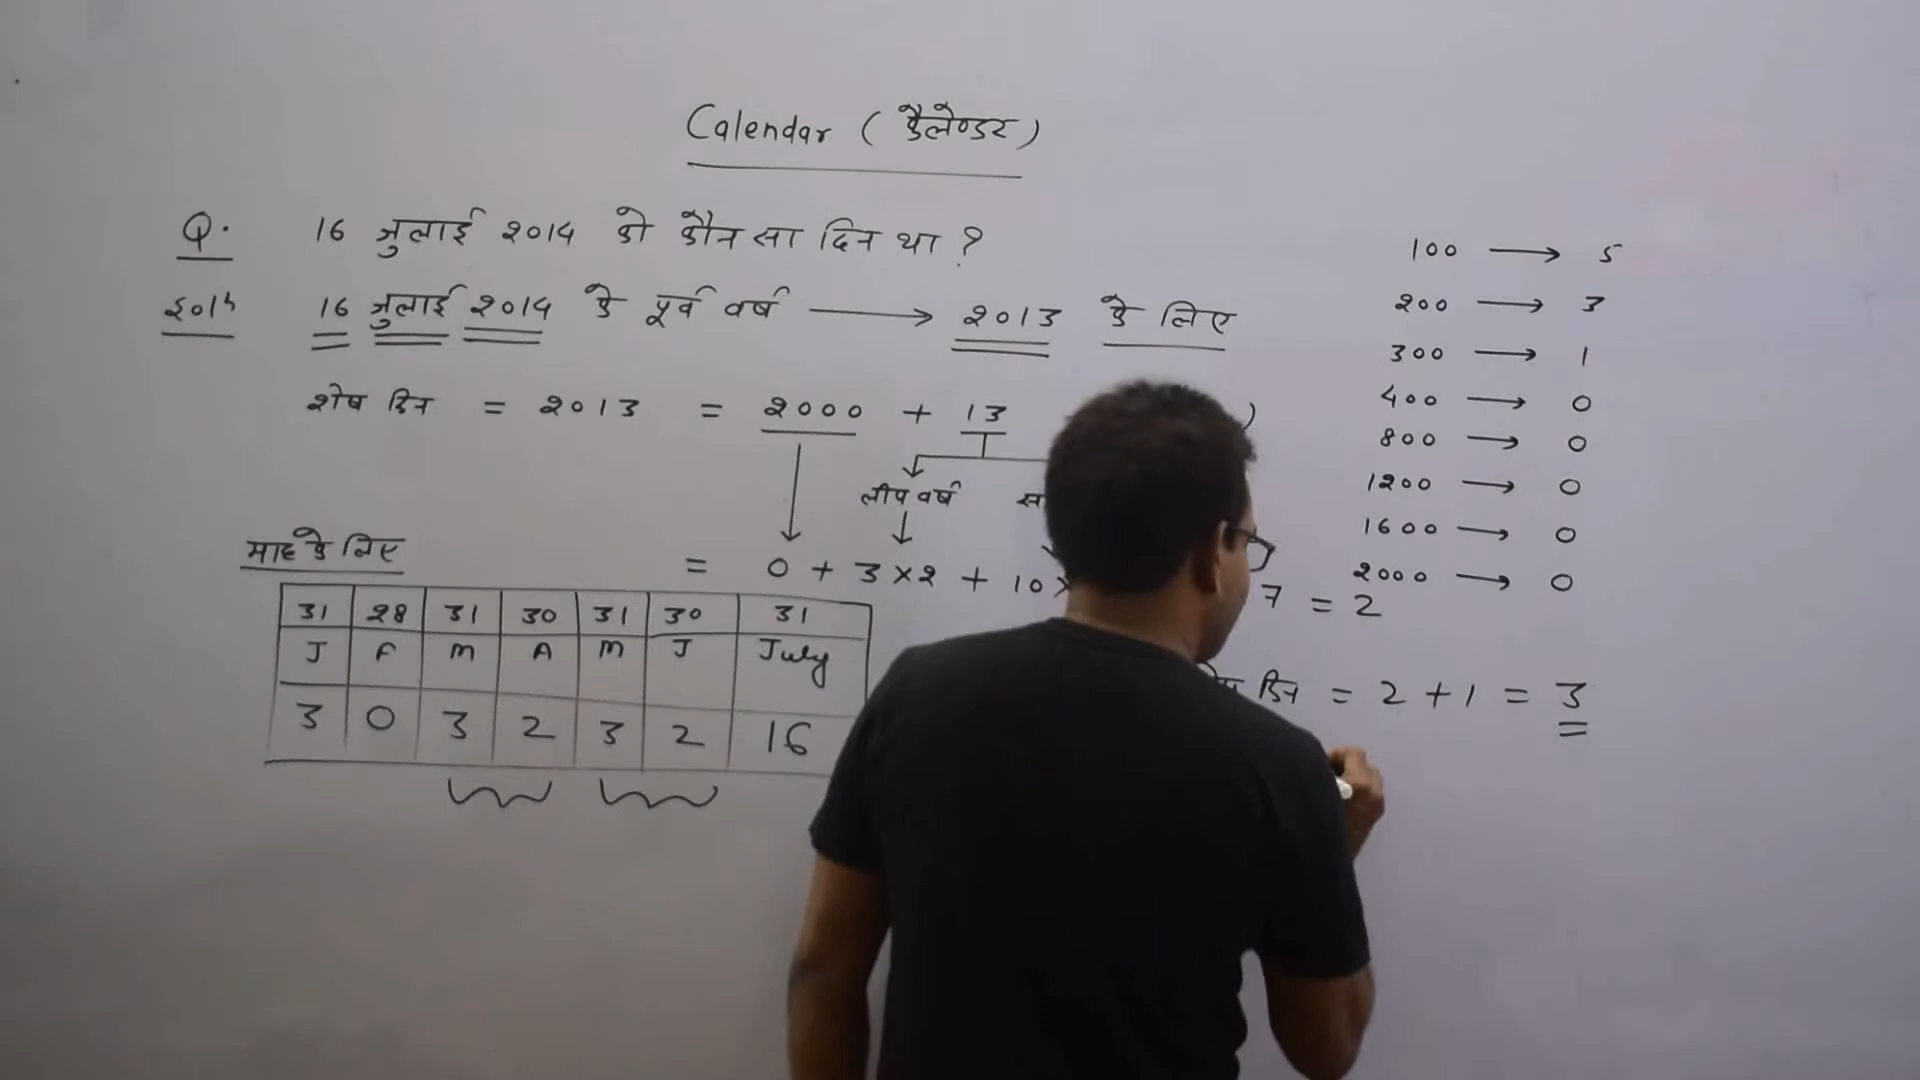 Calendar (कैलेण्डर)
Q. 16 जुलाई 2014 को कौन सा दिन था ?
Solⁿ 16 जुलाई 2014 के पूर्व वर्ष → 2013 के लिए
शेष दिन = 2013 = 2000 + 13 )
लीप वर्ष
= 0 + 3×2 + 10× 7 = 2
दिन = 2 + 1 = 3
माह के लिए
31 28 31 30 31 30 31
J F M A M J July
3 0 3 2 3 2 16
100 → 5
200 → 3
300 → 1
400 → 0
800 → 0
1200 → 0
1600 → 0
2000 → 0